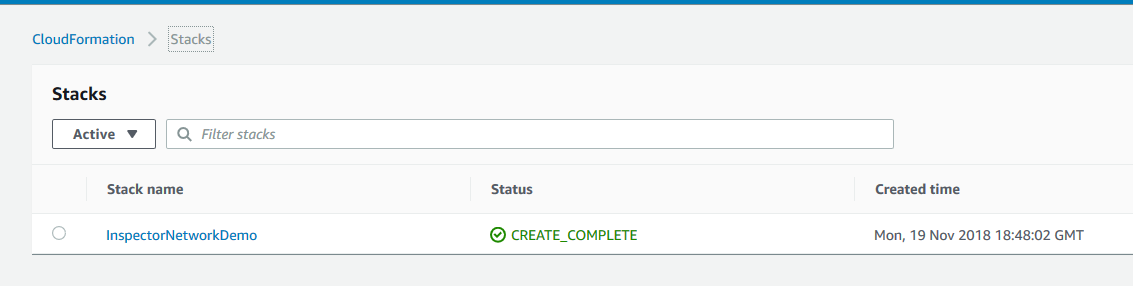 CloudFormation > Stacks
Stacks
Active Filter stacks
Stack name Status Created time
InspectorNetworkDemo CREATE_COMPLETE Mon, 19 Nov 2018 18:48:02 GMT